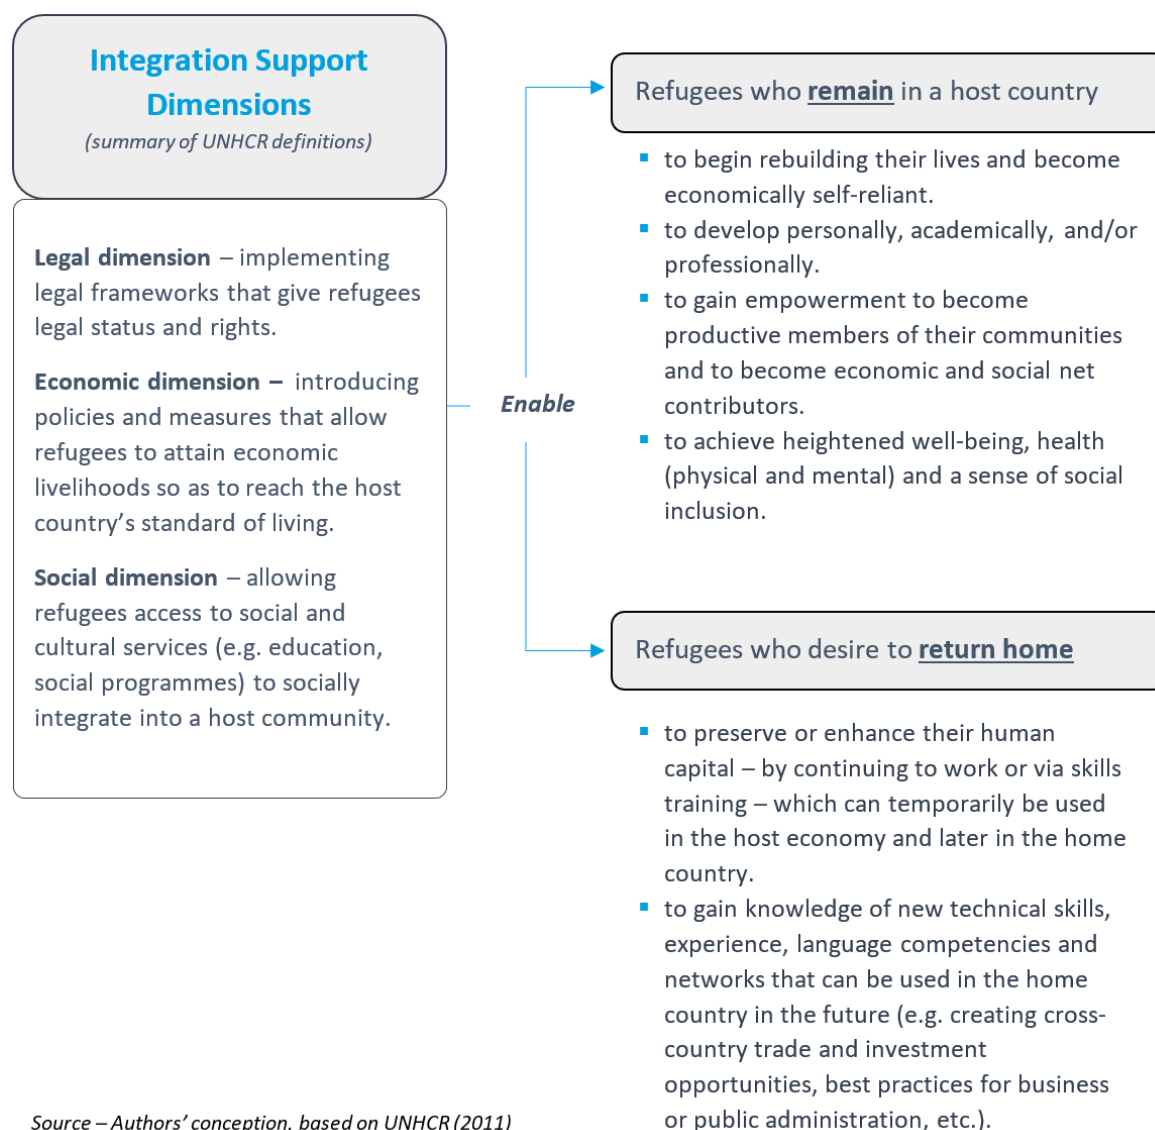 Integration Support
Dimensions
(summary of UNHCR definitions)
Legal dimension – implementing
legal frameworks that give refugees
legal status and rights.
Economic dimension – introducing
policies and measures that allow
refugees to attain economic
livelihoods so as to reach the host
country’s standard of living.
Social dimension – allowing
refugees access to social and
cultural services (e.g. education,
social programmes) to socially
integrate into a host community.
Enable
Refugees who remain in a host country
▪ to begin rebuilding their lives and become
economically self-reliant.
▪ to develop personally, academically, and/or
professionally.
▪ to gain empowerment to become
productive members of their communities
and to become economic and social net
contributors.
▪ to achieve heightened well-being, health
(physical and mental) and a sense of social
inclusion.
Refugees who desire to return home
▪ to preserve or enhance their human
capital – by continuing to work or via skills
training – which can temporarily be used
in the host economy and later in the home
country.
▪ to gain knowledge of new technical skills,
experience, language competencies and
networks that can be used in the home
country in the future (e.g. creating cross-
country trade and investment
opportunities, best practices for business
or public administration, etc.).
Source – Authors’ conception, based on UNHCR (2011)